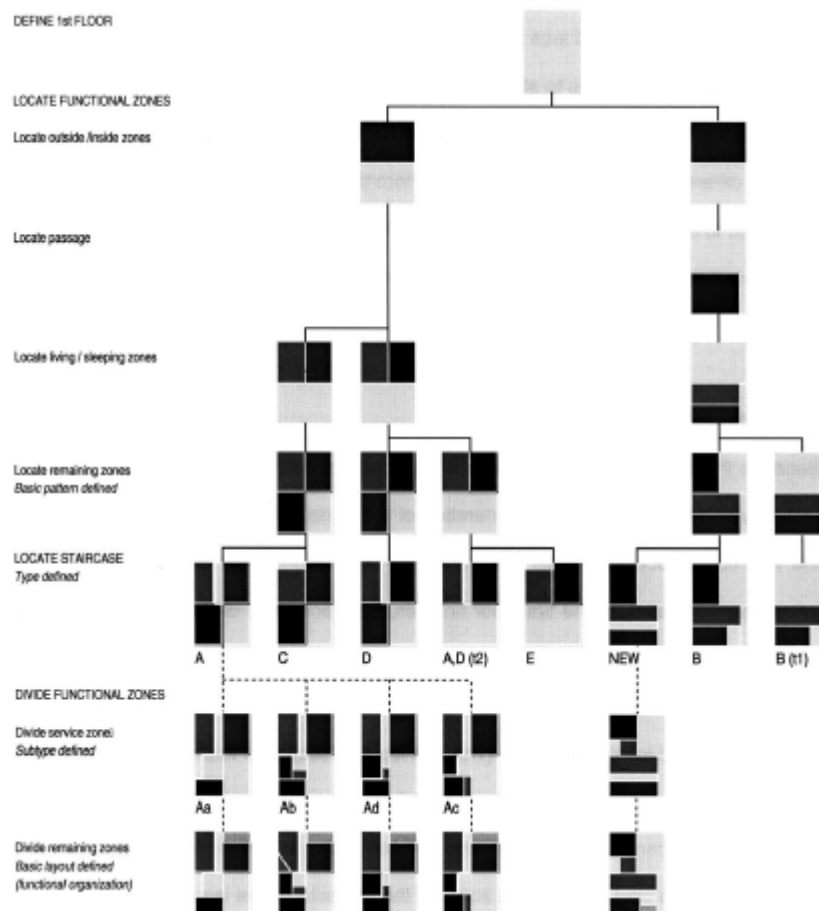 DEFINE 1st FLOOR
LOCATE FUNCTIONAL ZONES
Locate outside /inside zones
Locate passage
Locate living / sleeping zones
Locate remaining zones
Basic pattern defined
LOCATE STAIRCASE
Type defined
A C D A,D (t2) E NEW B B (t1)
DIVIDE FUNCTIONAL ZONES
Divide service zone
Subtype defined
Aa Ab Ad Ac
Divide remaining zones
Basic layout defined
(functional organization)